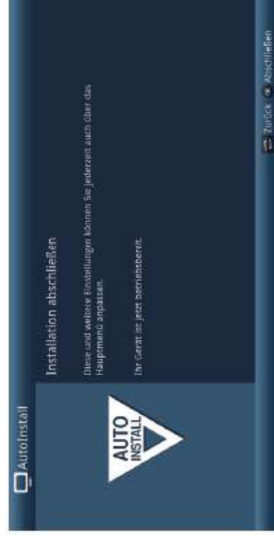 AutoInstall
AUTO
INSTALL
Installation abschließen
Diese und weitere Einstellungen können Sie jederzeit auch über das
Hauptmenü anpassen.
Ihr Gerät ist jetzt betriebsbereit.
Zurück
Abschließen